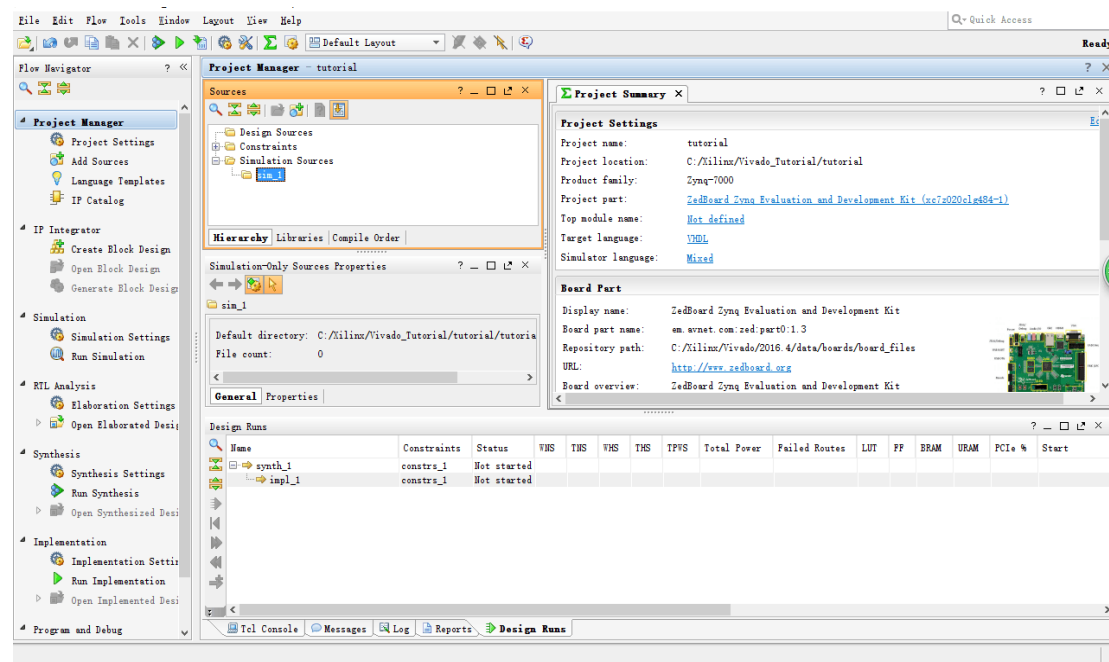 File Edit Flow Tools Window Layout View Help
Quick Access
Default Layout
Ready
Flow Navigator ? «
Project Manager
Project Settings
Add Sources
Language Templates
IP Catalog
IP Integrator
Create Block Design
Open Block Design
Generate Block Design
Simulation
Simulation Settings
Run Simulation
RTL Analysis
Elaboration Settings
Open Elaborated Desi
Synthesis
Synthesis Settings
Run Synthesis
Open Synthesized Desi
Implementation
Implementation Settin
Run Implementation
Open Implemented Desi
Program and Debug
Project Manager - tutorial
Sources
Design Sources
Constraints
Simulation Sources
sim_1
Hierarchy Libraries Compile Order
Simulation-Only Sources Properties
sim_1
Default directory: C:/Xilinx/Vivado_Tutorial/tutorial/tutoria
File count: 0
General Properties
Σ Project Summary ×
Project Settings
Project name: tutorial
Project location: C:/Xilinx/Vivado_Tutorial/tutorial
Product family: Zynq-7000
Project part: ZedBoard Zynq Evaluation and Development Kit (xc7z020clg484-1)
Top module name: Not defined
Target language: VHDL
Simulator language: Mixed
Board Part
Display name: ZedBoard Zynq Evaluation and Development Kit
Board part name: em.avnet.com:zed:part0:1.3
Repository path: C:/Xilinx/Vivado/2016.4/data/boards/board_files
URL: http://www.zedboard.org
Board overview: ZedBoard Zynq Evaluation and Development Kit
Design Runs
Name Constraints Status WNS TNS WHS THS TPWS Total Power Failed Routes LUT FF BRAM URAM PCIe % Start
synth_1 constrs_1 Not started
impl_1 constrs_1 Not started
Tcl Console Messages Log Reports Design Runs